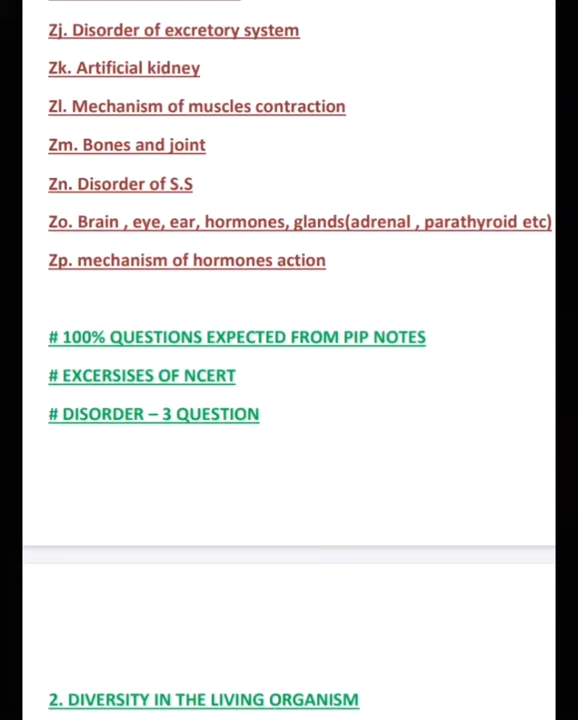 Zj. Disorder of excretory system
Zk. Artificial kidney
Zl. Mechanism of muscles contraction
Zm. Bones and joint
Zn. Disorder of S.S
Zo. Brain , eye, ear, hormones, glands(adrenal , parathyroid etc)
Zp. mechanism of hormones action
# 100% QUESTIONS EXPECTED FROM PIP NOTES
# EXCERSISES OF NCERT
# DISORDER – 3 QUESTION
2. DIVERSITY IN THE LIVING ORGANISM